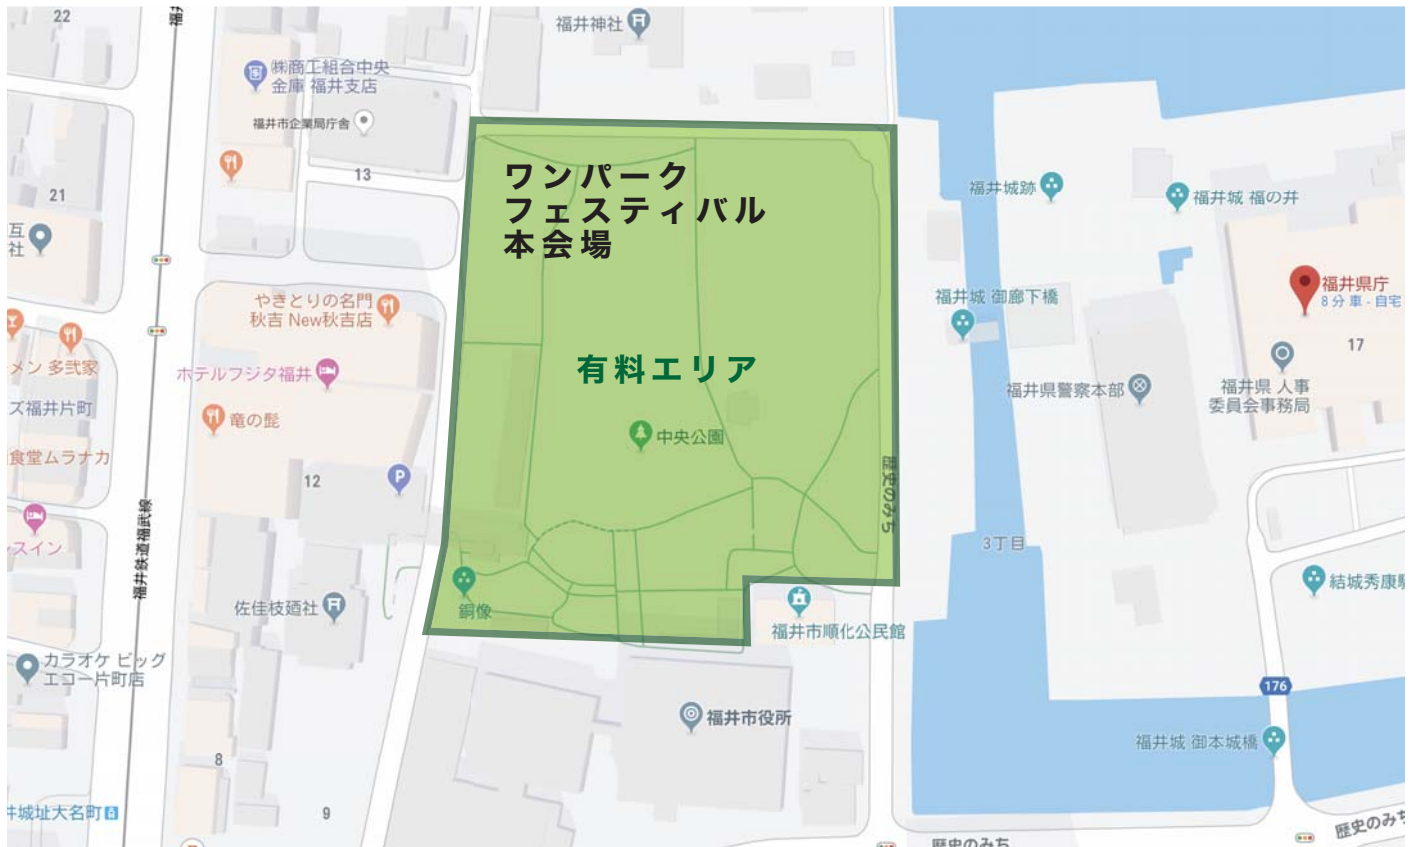 22
福井神社
㈱商工組合中央
金庫 福井支店
福井市企業局庁舎
13
21
互
社
ワンパーク
フェスティバル
本会場
福井城跡
福井城 福の井
福井県庁
8 分 車 - 自宅
17
やきとりの名門
秋吉 New秋吉店
福井城 御廊下橋
メン 多弐家
ホテルフジタ福井
有料エリア
福井県警察本部
福井県 人事
委員会事務局
ズ福井片町
竜の髭
中央公園
食堂ムラナカ
12
P
歴史のみち
福井鉄道福武線
スイン
3丁目
佐佳枝廼社
銅像
福井市順化公民館
結城秀康
カラオケ ビッグ
エコー片町店
176
福井市役所
福井城 御本城橋
8
9
井城址大名町
歴史のみち
歴史のみち